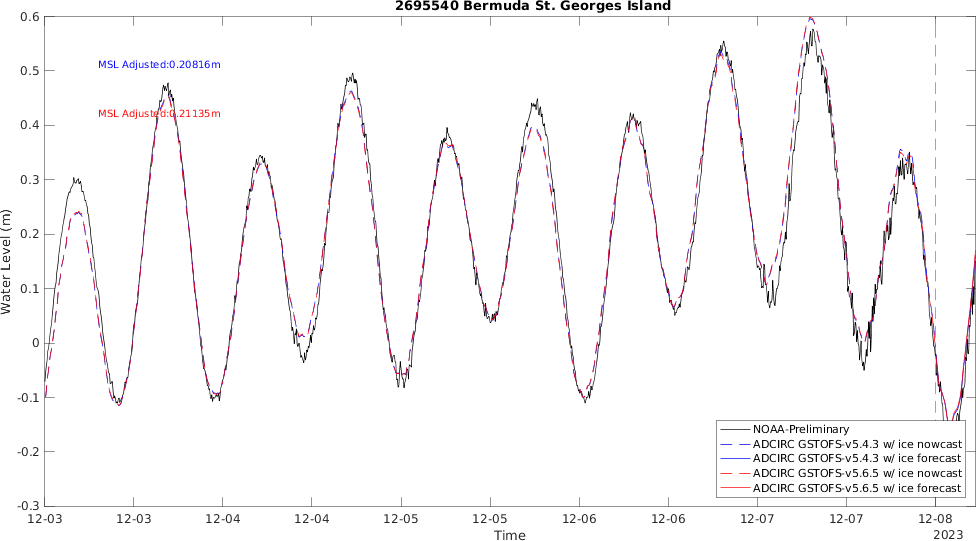 2695540 Bermuda St. Georges Island
0.6
0.5
0.4
0.3
0.2
0.1
0
-0.1
-0.2
-0.3
Water Level (m)
MSL Adjusted:0.20816m
MSL Adjusted:0.21135m
NOAA-Preliminary
ADCIRC GSTOFS-v5.4.3 w/ ice nowcast
ADCIRC GSTOFS-v5.4.3 w/ ice forecast
ADCIRC GSTOFS-v5.6.5 w/ ice nowcast
ADCIRC GSTOFS-v5.6.5 w/ ice forecast
12-03 12-03 12-04 12-04 12-05 12-05 12-06 12-06 12-07 12-07 12-08
Time
2023